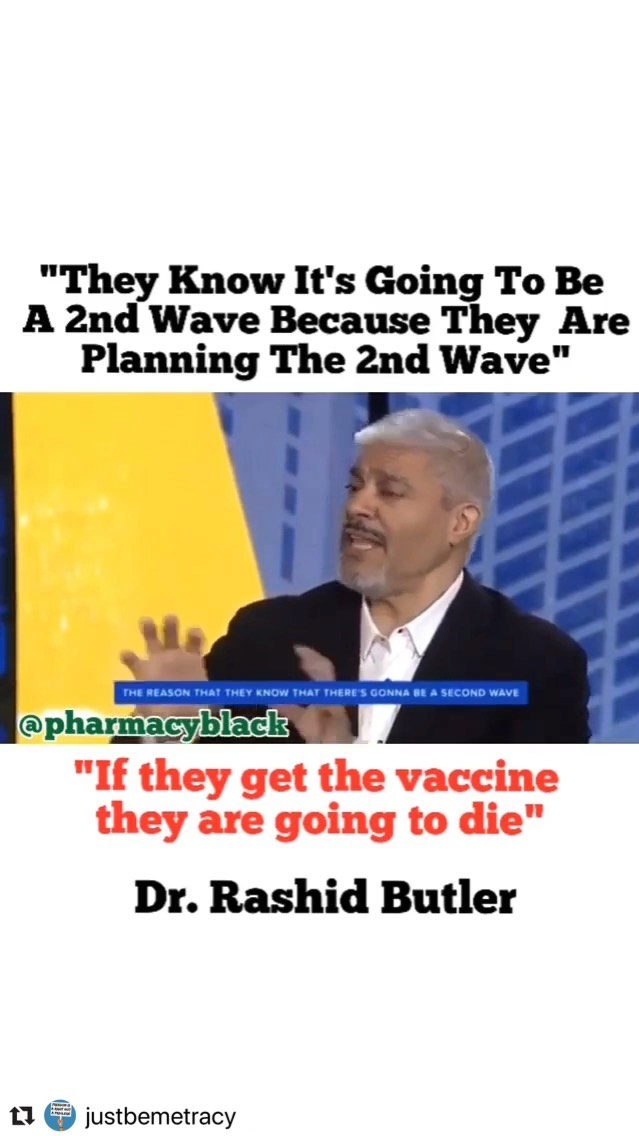 "They Know It's Going To Be
A 2nd Wave Because They Are
Planning The 2nd Wave"
THE REASON THAT THEY KNOW THAT THERE'S GONNA BE A SECOND WAVE
@pharmacyblack
"If they get the vaccine
they are going to die"
Dr. Rashid Butler
justbemetracy